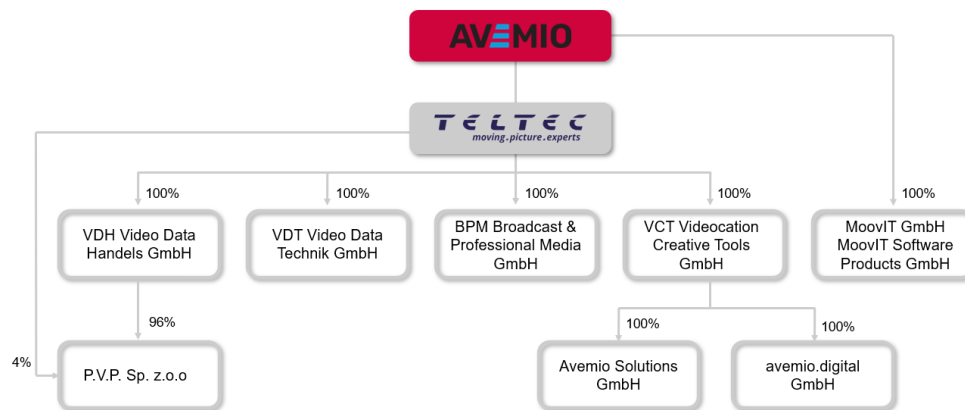 AVEMIO
TELTEC
moving.picture.experts
100%
100%
100%
100%
100%
VDH Video Data
Handels GmbH
VDT Video Data
Technik GmbH
BPM Broadcast &
Professional Media
GmbH
VCT Videocation
Creative Tools
GmbH
MoovIT GmbH
MoovIT Software
Products GmbH
96%
100%
100%
4%
P.V.P. Sp. z.o.o
Avemio Solutions
GmbH
avemio.digital
GmbH